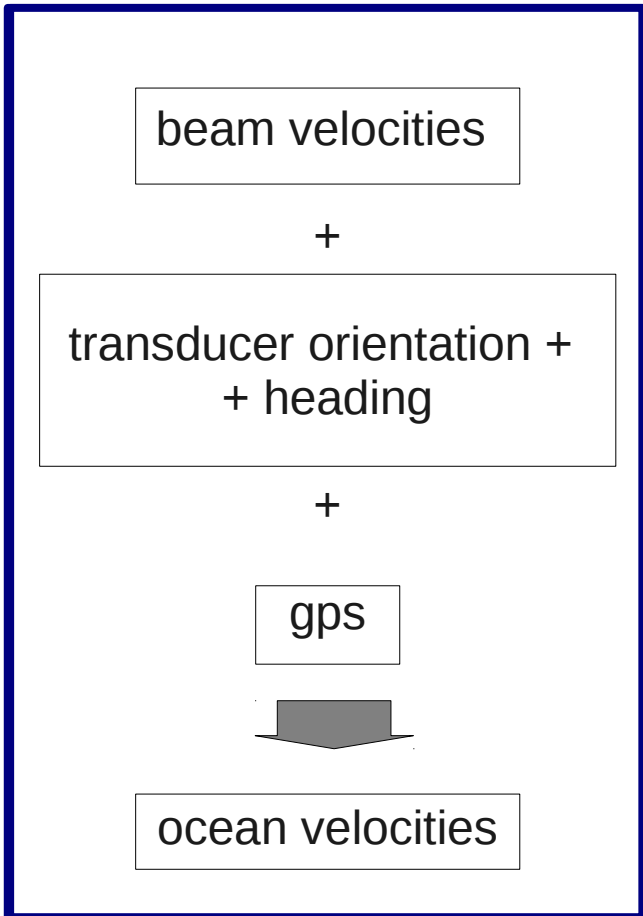 beam velocities
+
transducer orientation +
+ heading
+
gps
ocean velocities